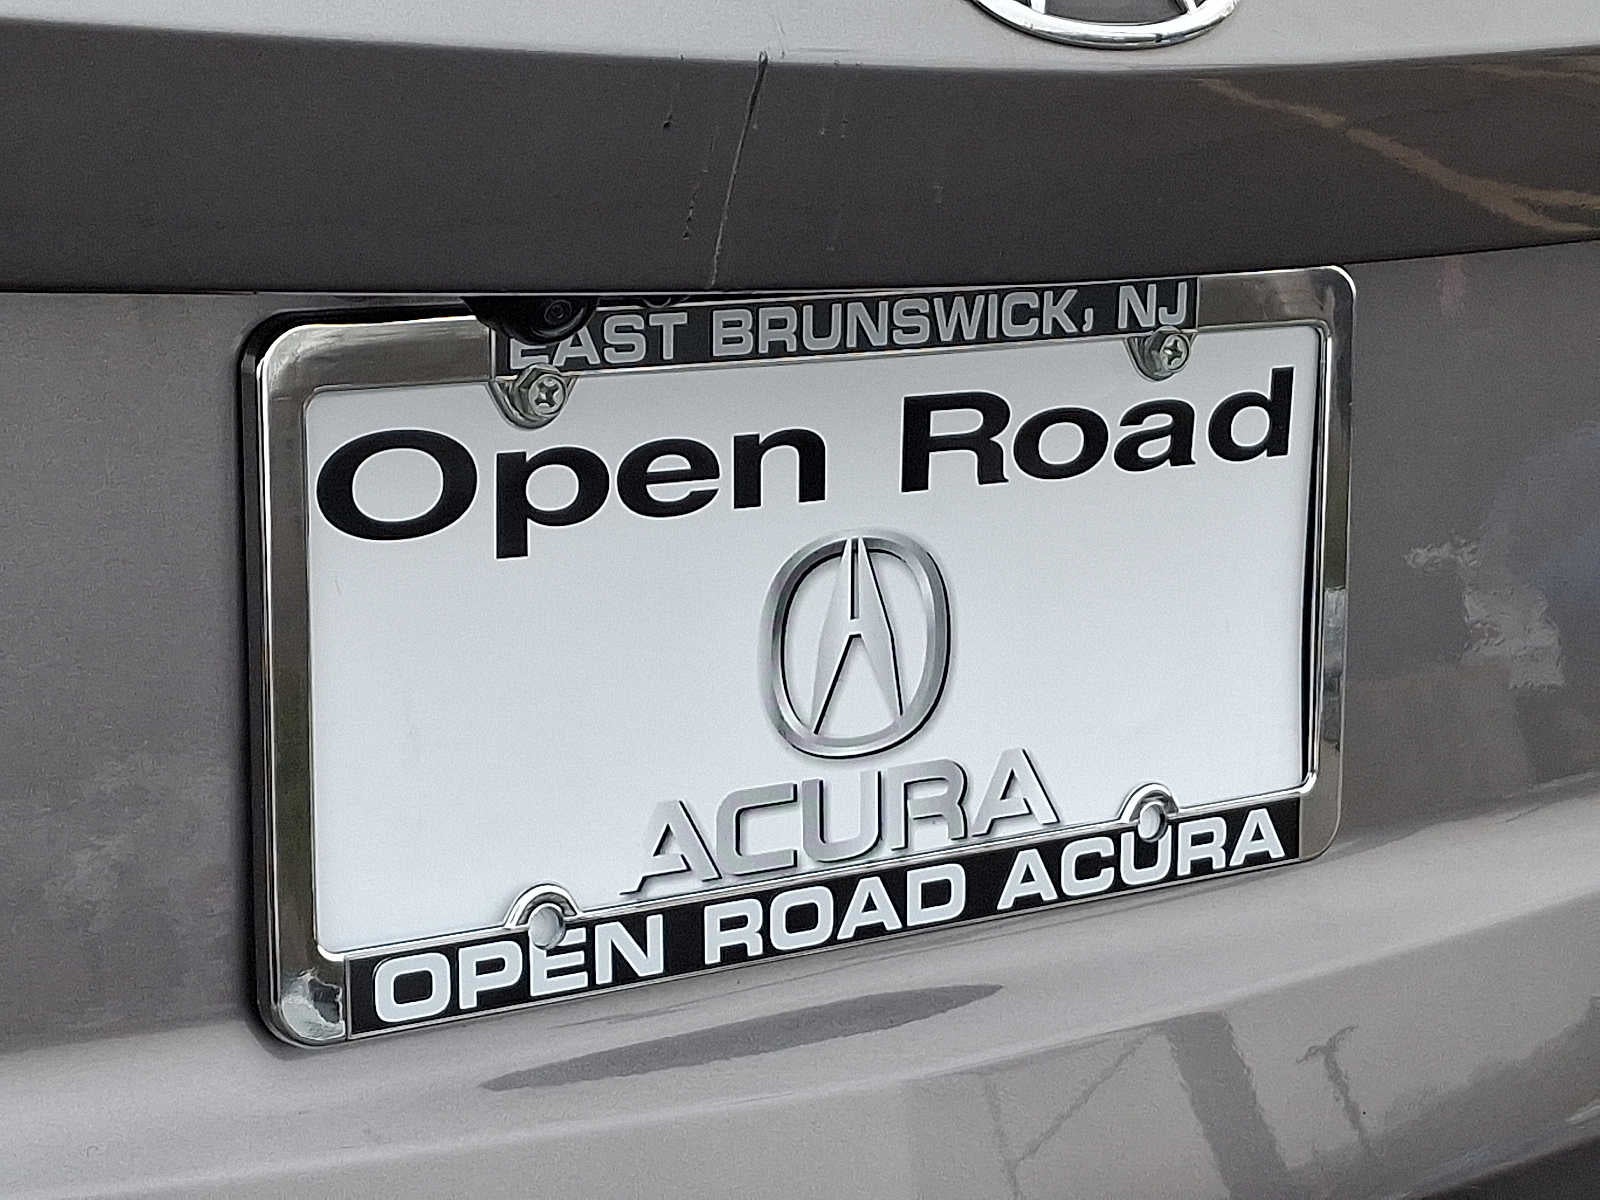 EAST BRUNSWICK, NJ
Open Road
ACURA
OPEN ROAD ACURA